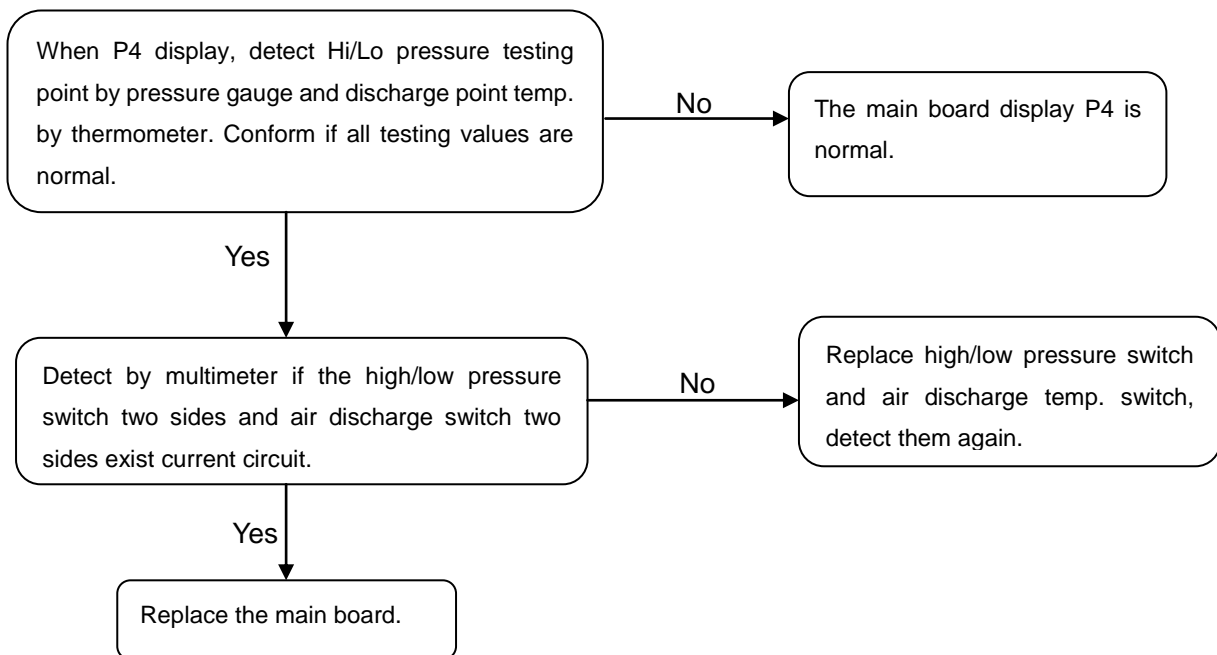 When P4 display, detect Hi/Lo pressure testing
point by pressure gauge and discharge point temp.
by thermometer. Conform if all testing values are
normal.
No
The main board display P4 is
normal.
Yes
Detect by multimeter if the high/low pressure
switch two sides and air discharge switch two
sides exist current circuit.
No
Replace high/low pressure switch
and air discharge temp. switch,
detect them again.
Yes
Replace the main board.